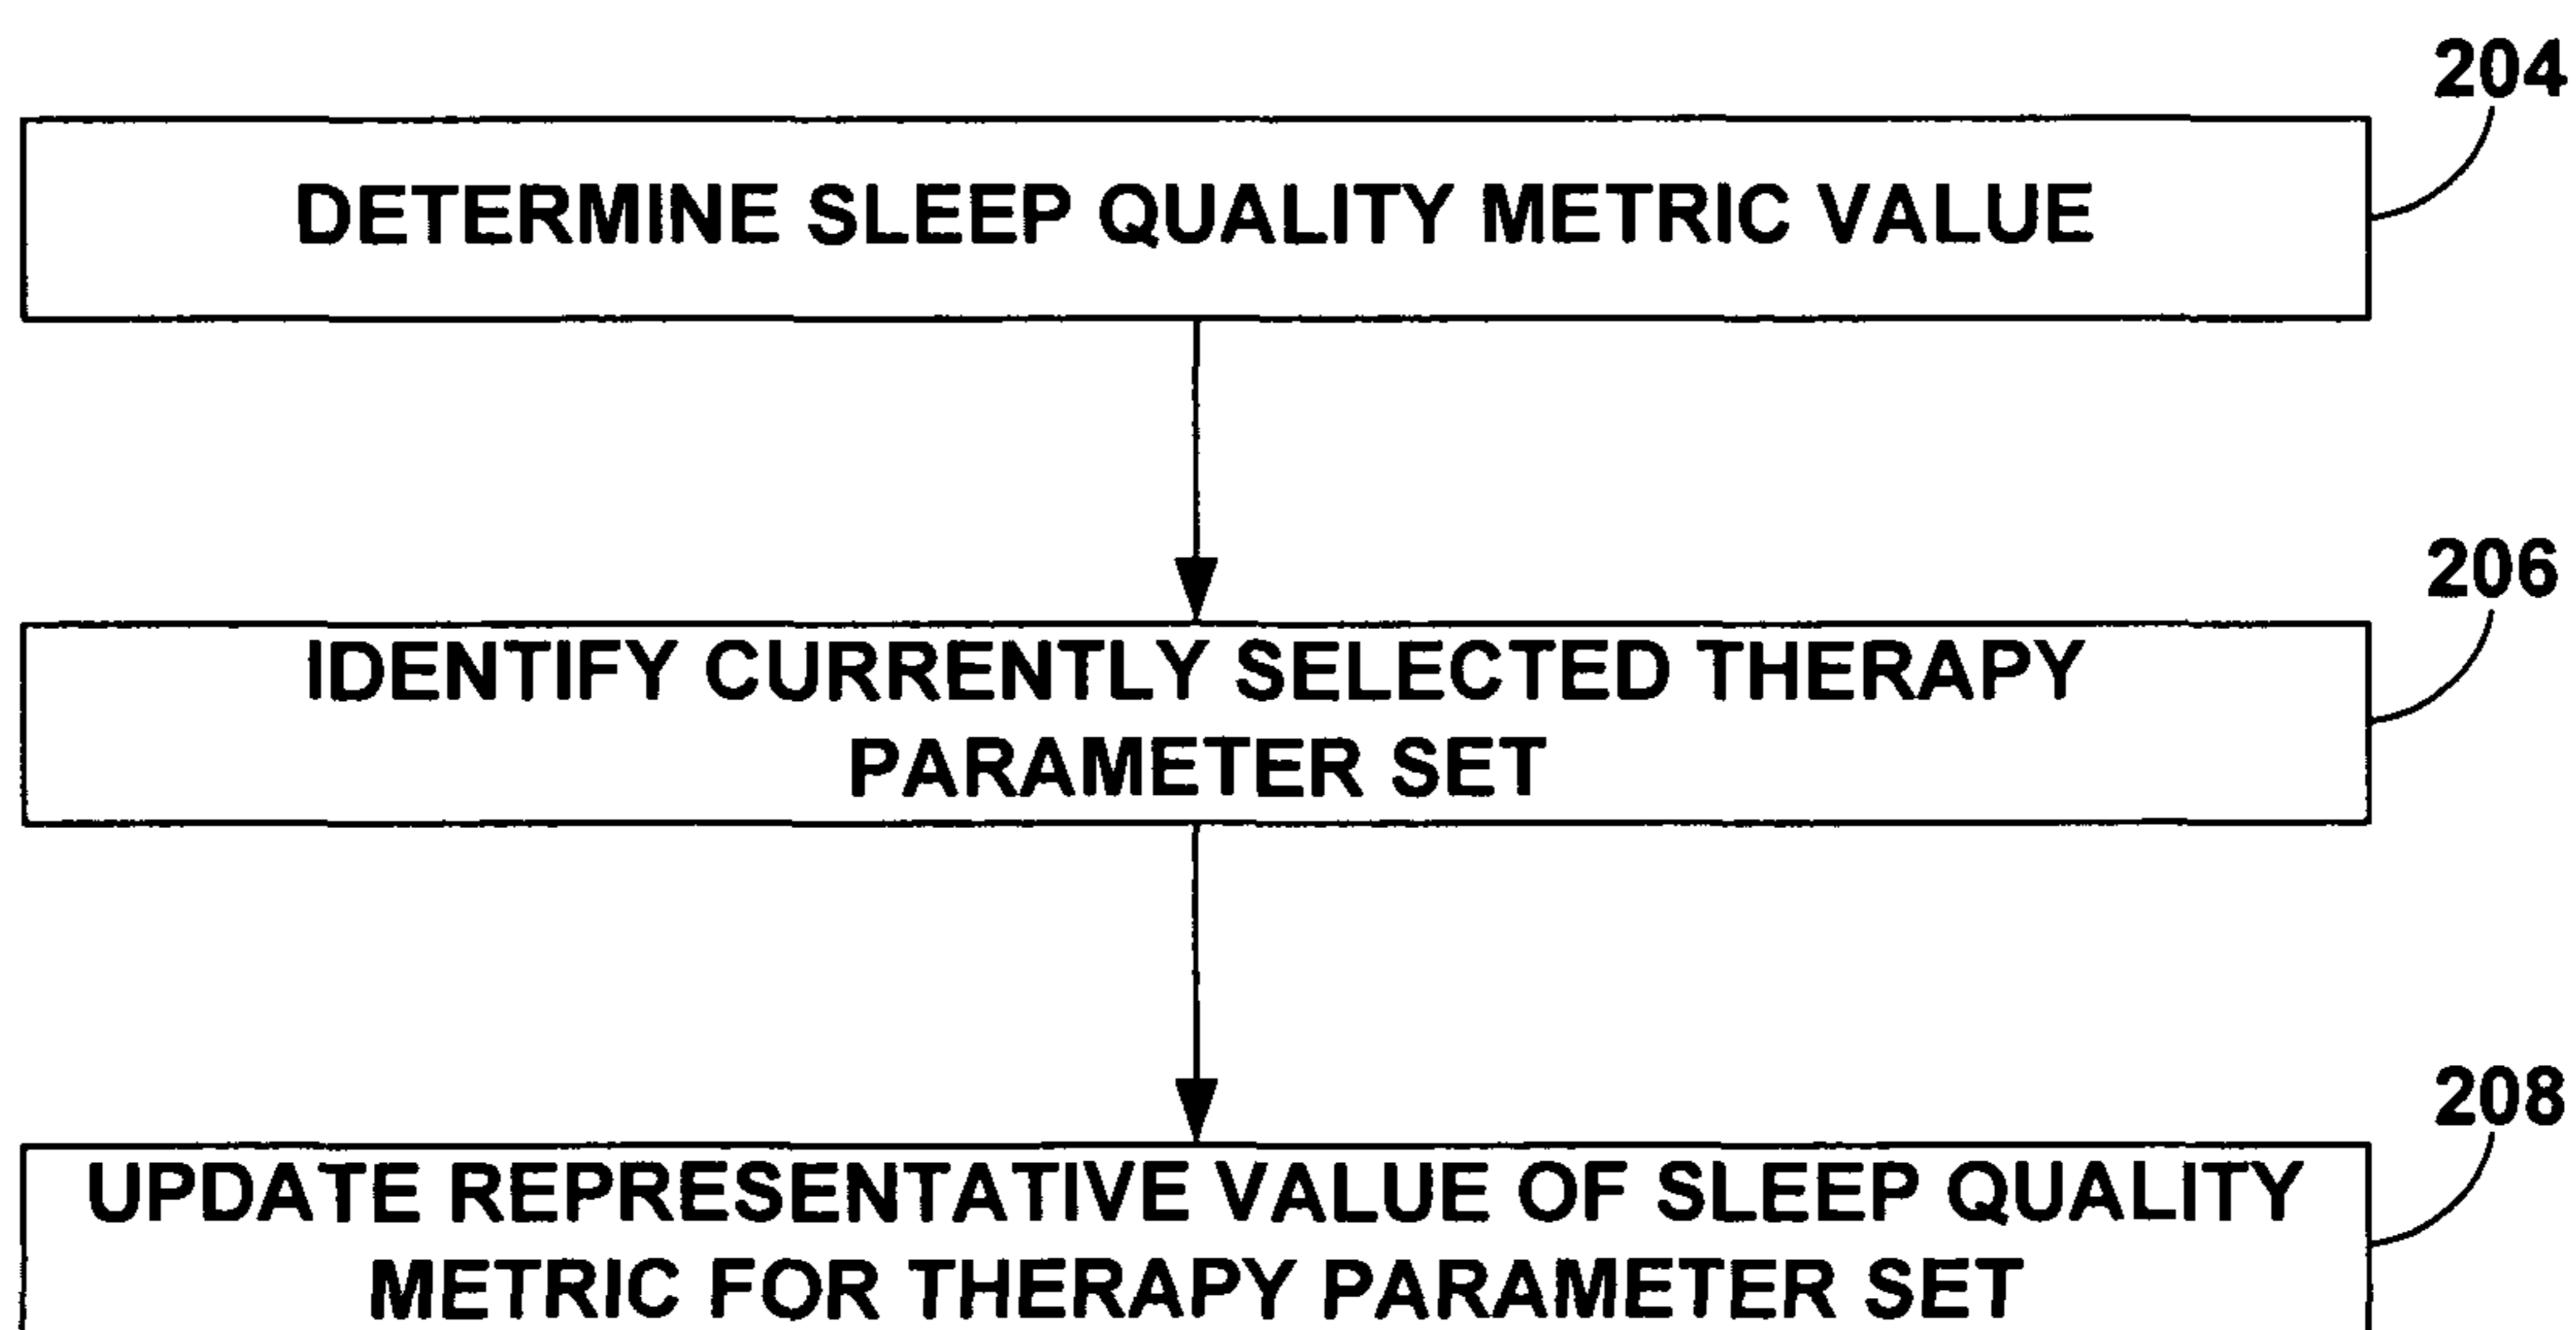 204
DETERMINE SLEEP QUALITY METRIC VALUE
206
IDENTIFY CURRENTLY SELECTED THERAPY
PARAMETER SET
208
UPDATE REPRESENTATIVE VALUE OF SLEEP QUALITY
METRIC FOR THERAPY PARAMETER SET